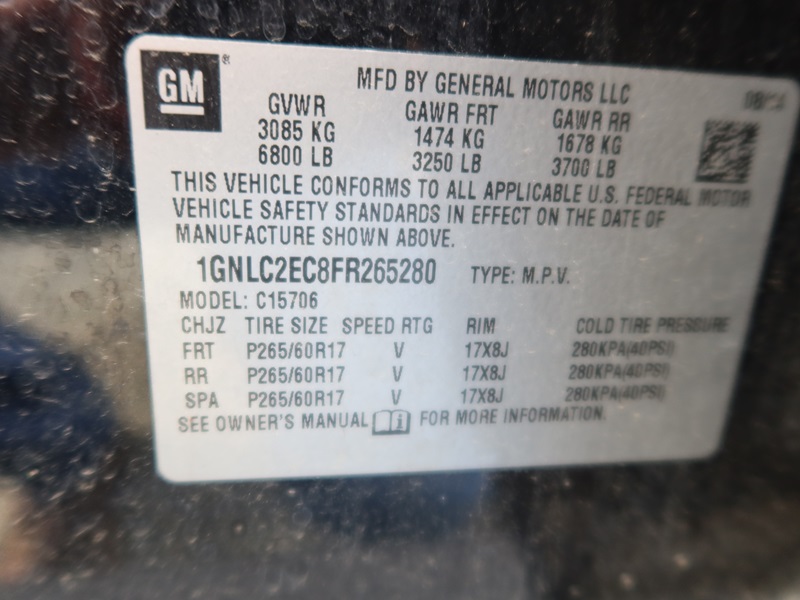 GM®
MFD BY GENERAL MOTORS LLC
08/14
GVWR GAWR FRT GAWR RR
3085 KG 1474 KG 1678 KG
6800 LB 3250 LB 3700 LB
THIS VEHICLE CONFORMS TO ALL APPLICABLE U.S. FEDERAL MOTOR
VEHICLE SAFETY STANDARDS IN EFFECT ON THE DATE OF
MANUFACTURE SHOWN ABOVE.
1GNLC2EC8FR265280 TYPE: M.P.V.
MODEL: C15706
CHJZ TIRE SIZE SPEED RTG RIM COLD TIRE PRESSURE
FRT P265/60R17 V 17X8J 280KPA(40PSI)
RR P265/60R17 V 17X8J 280KPA(40PSI)
SPA P265/60R17 V 17X8J 280KPA(40PSI)
SEE OWNER'S MANUAL FOR MORE INFORMATION.